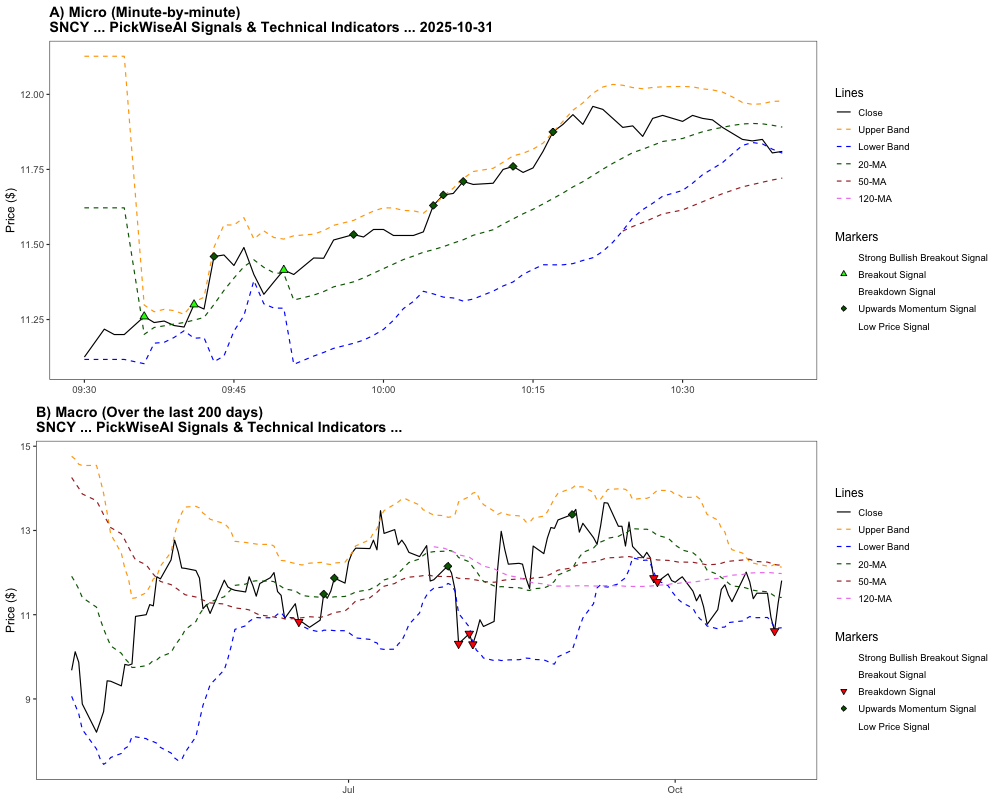 A) Micro (Minute-by-minute)
SNCY ... PickWiseAI Signals & Technical Indicators ... 2025-10-31
Price ($)
12.00
11.75
11.50
11.25
09:30
09:45
10:00
10:15
10:30
Lines
Close
Upper Band
Lower Band
20-MA
50-MA
120-MA
Markers
Strong Bullish Breakout Signal
Breakout Signal
Breakdown Signal
Upwards Momentum Signal
Low Price Signal
B) Macro (Over the last 200 days)
SNCY ... PickWiseAI Signals & Technical Indicators ...
Price ($)
15
13
11
9
Jul
Oct
Lines
Close
Upper Band
Lower Band
20-MA
50-MA
120-MA
Markers
Strong Bullish Breakout Signal
Breakout Signal
Breakdown Signal
Upwards Momentum Signal
Low Price Signal